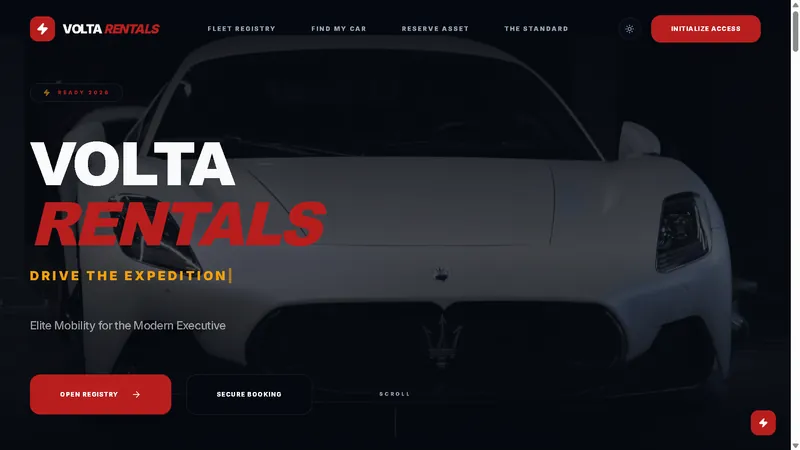 VOLTA RENTALS
FLEET REGISTRY
FIND MY CAR
RESERVE ASSET
THE STANDARD
INITIALIZE ACCESS
READY 2026
VOLTA
RENTALS
DRIVE THE EXPEDITION|
Elite Mobility for the Modern Executive
OPEN REGISTRY →
SECURE BOOKING
SCROLL